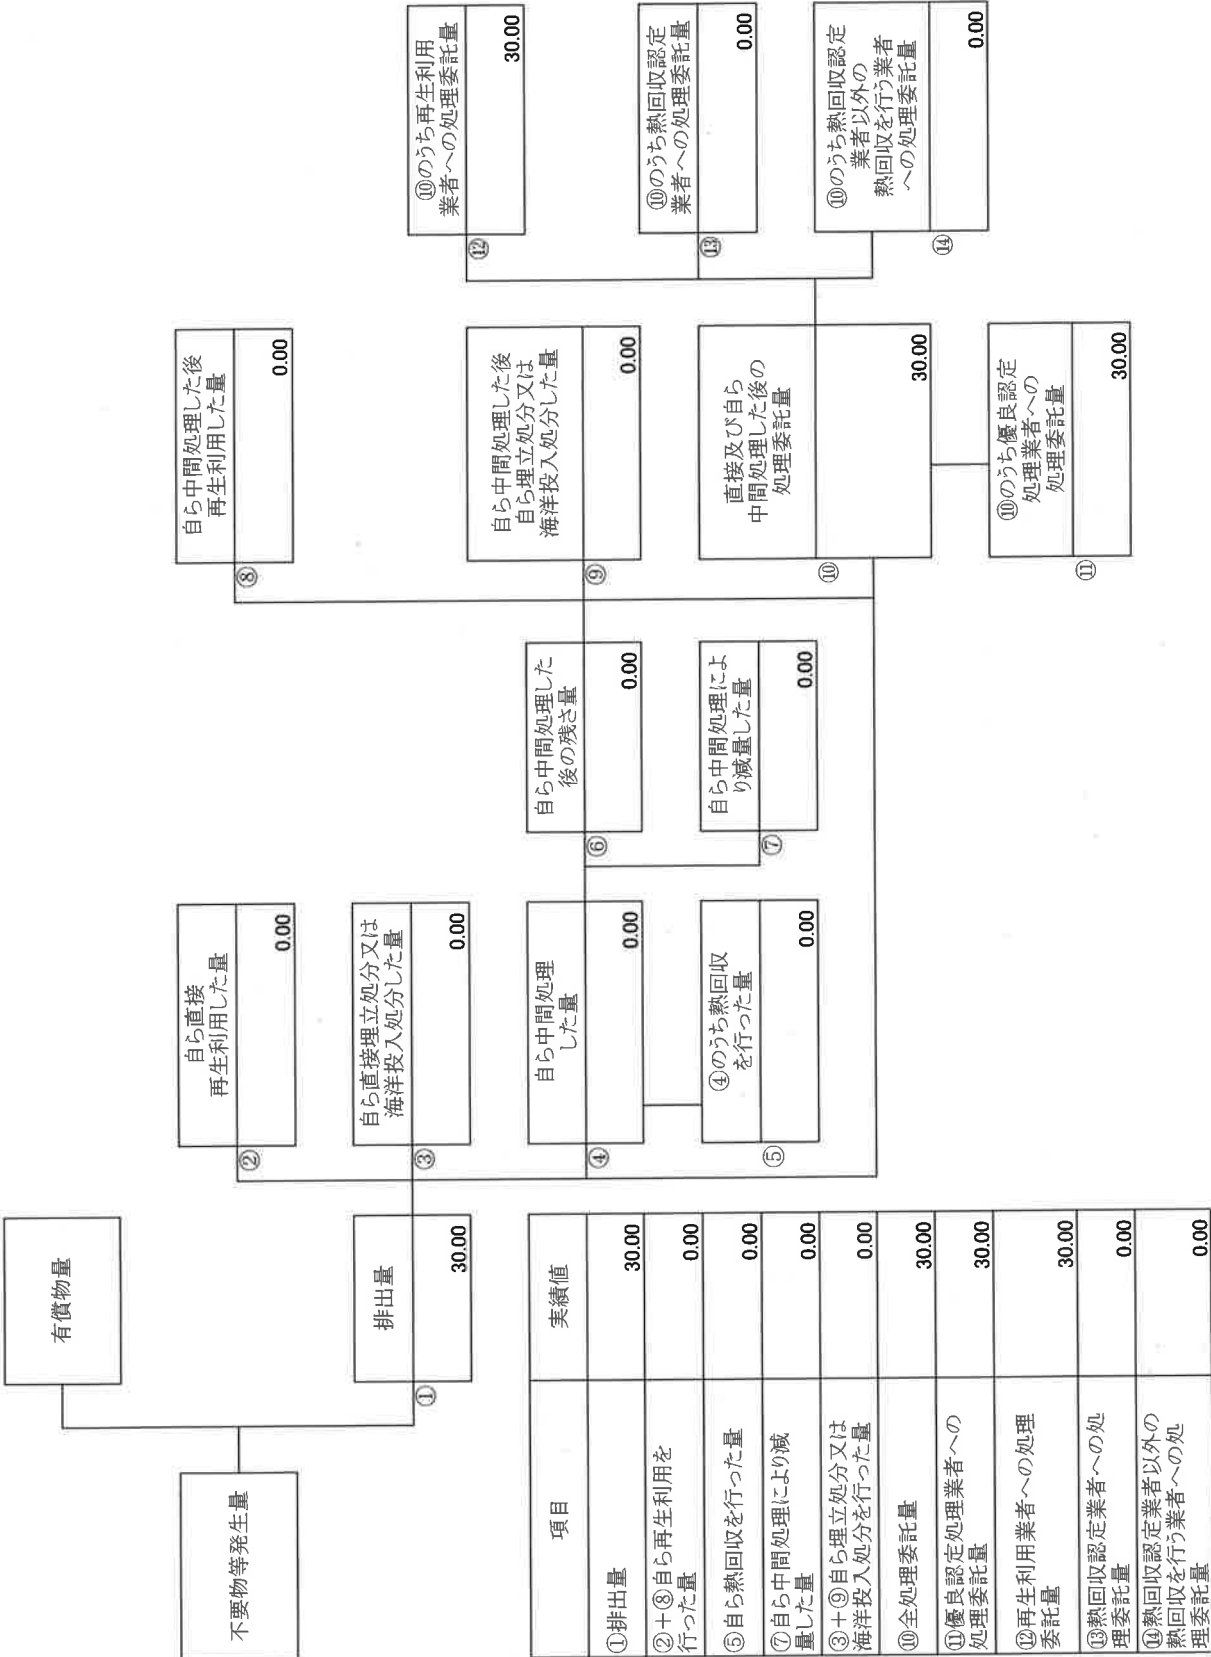 不要物等発生量
有償物量
排出量
①
30.00
自ら直接
再生利用した量
②
0.00
自ら直接埋立処分又は
海洋投入処分した量
③
0.00
自ら中間処理
した量
④
0.00
④のうち熱回収
を行った量
⑤
0.00
自ら中間処理した
後の残さ量
⑥
0.00
自ら中間処理によ
り減量した量
⑦
0.00
自ら中間処理した後
再生利用した量
⑧
0.00
自ら中間処理した後
自ら埋立処分又は
海洋投入処分した量
⑨
0.00
直接及び自ら
中間処理した後の
処理委託量
⑩
30.00
⑩のうち優良認定
処理業者への
処理委託量
⑪
30.00
⑩のうち再生利用
業者への処理委託量
⑫
30.00
⑩のうち熱回収認定
業者への処理委託量
⑬
0.00
⑩のうち熱回収認定
業者以外の
熱回収を行う業者
への処理委託量
⑭
0.00
項目 実績値
①排出量 30.00
②+⑧自ら再生利用を
行った量 0.00
⑤自ら熱回収を行った量 0.00
⑦自ら中間処理により減
量した量 0.00
③+⑨自ら埋立処分又は
海洋投入処分を行った量 0.00
⑩全処理委託量 30.00
⑪優良認定処理業者への
処理委託量 30.00
⑫再生利用業者への処理
委託量 30.00
⑬熱回収認定業者への処
理委託量 0.00
⑭熱回収認定業者以外の
熱回収を行う業者への処
理委託量 0.00